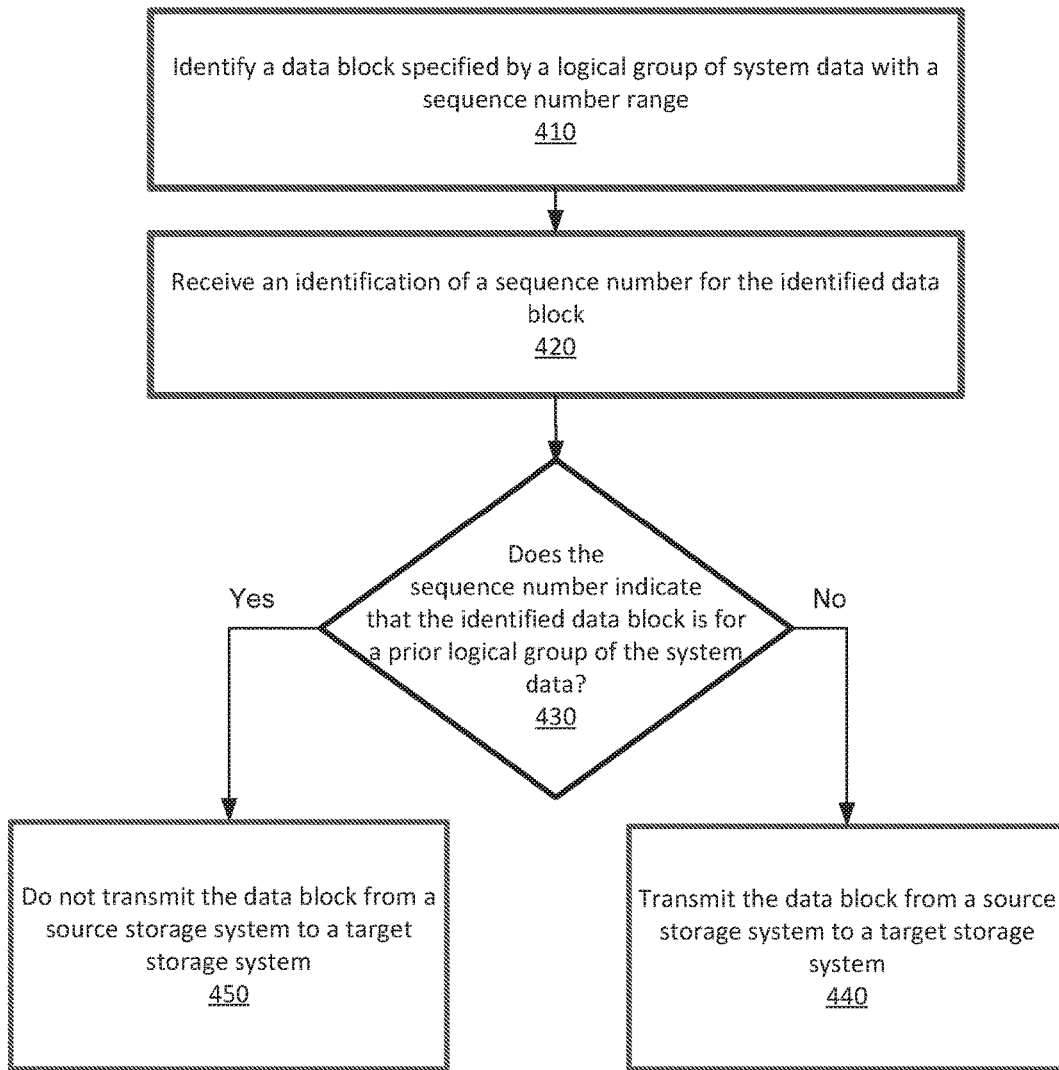 Identify a data block specified by a logical group of system data with a
sequence number range
410
Receive an identification of a sequence number for the identified data
block
420
Does the
sequence number indicate
that the identified data block is for
a prior logical group of the system
data?
430
Yes
No
Do not transmit the data block from a
source storage system to a target
storage system
450
Transmit the data block from a source
storage system to a target storage
system
440